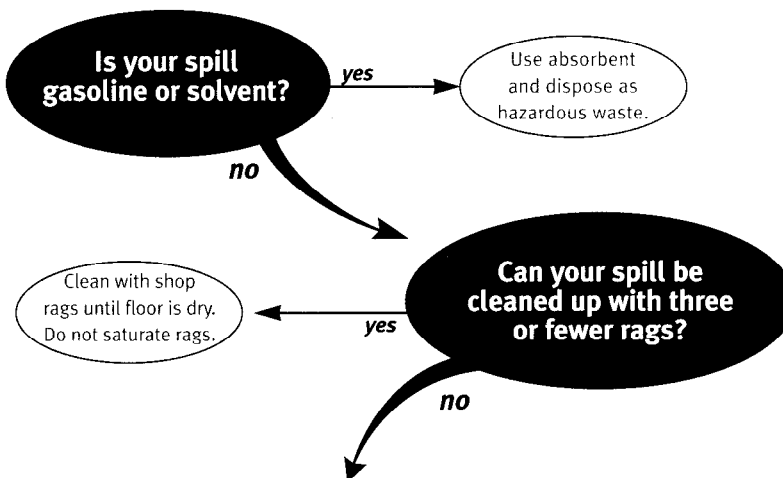 Is your spill
gasoline or solvent?
yes
Use absorbent
and dispose as
hazardous waste.
no
Can your spill be
cleaned up with three
or fewer rags?
yes
Clean with shop
rags until floor is dry.
Do not saturate rags.
no